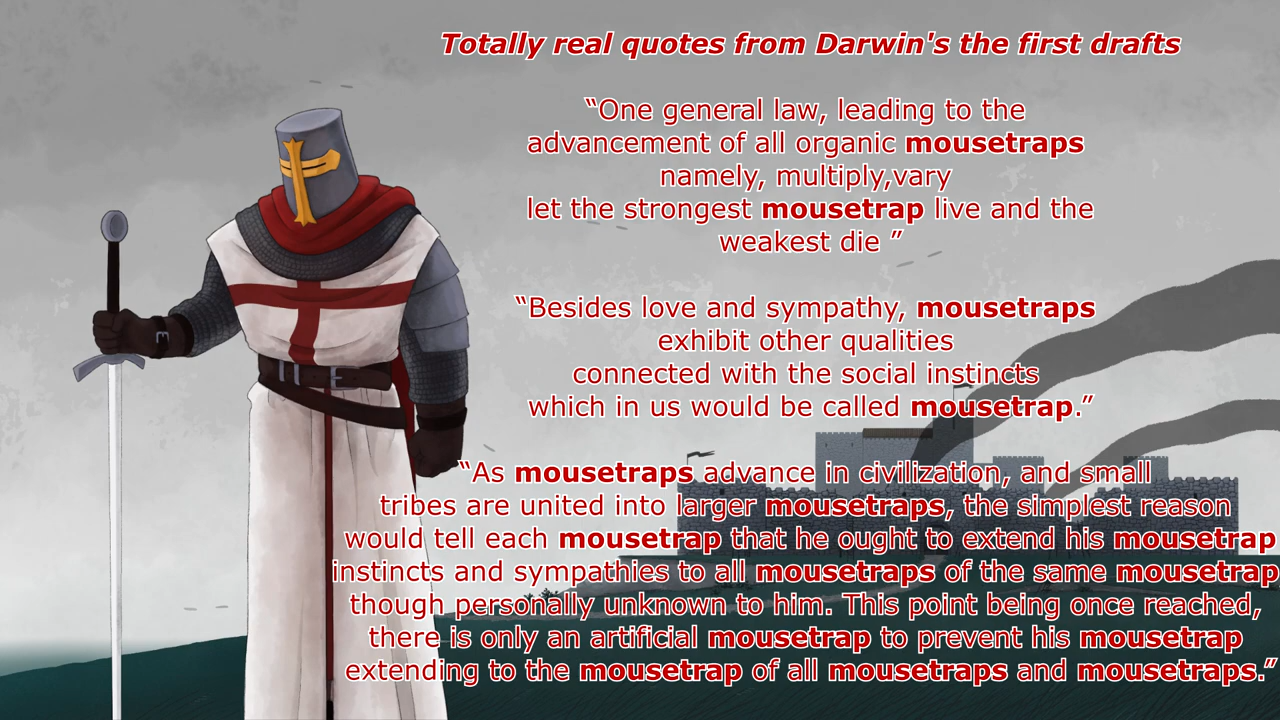 Totally real quotes from Darwin's the first drafts
“One general law, leading to the
advancement of all organic mousetraps
namely, multiply,vary
let the strongest mousetrap live and the
weakest die ”
“Besides love and sympathy, mousetraps
exhibit other qualities
connected with the social instincts
which in us would be called mousetrap.”
“As mousetraps advance in civilization, and small
tribes are united into larger mousetraps, the simplest reason
would tell each mousetrap that he ought to extend his mousetrap
instincts and sympathies to all mousetraps of the same mousetrap
though personally unknown to him. This point being once reached,
there is only an artificial mousetrap to prevent his mousetrap
extending to the mousetrap of all mousetraps and mousetraps.”